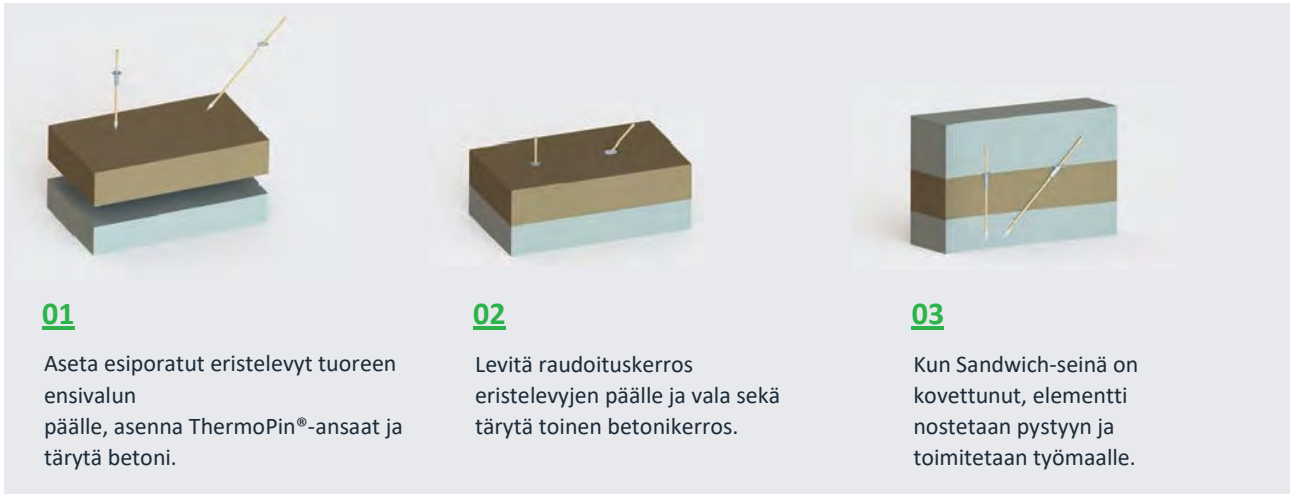 01
Aseta esiporatut eristelevyt tuoreen
ensivalun
päälle, asenna ThermoPin®-ansaat ja
tärytä betoni.
02
Levitä raudoituskerros
eristelevyjen päälle ja vala sekä
tärytä toinen betonikerros.
03
Kun Sandwich-seinä on
kovettunut, elementti
nostetaan pystyyn ja
toimitetaan työmaalle.